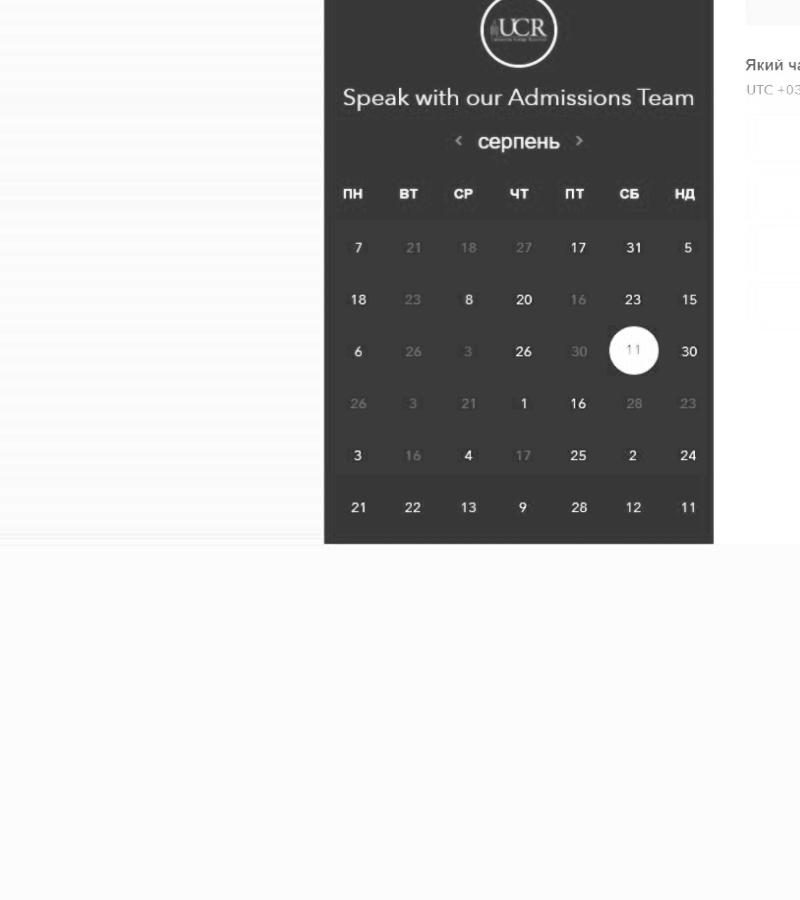 UCR
Speak with our Admissions Team
< серпень >
ПН ВТ СР ЧТ ПТ СБ НД
7 21 18 27 17 31 5
18 23 8 20 16 23 15
6 26 3 26 30 11 30
26 3 21 1 16 28 23
3 16 4 17 25 2 24
21 22 13 9 28 12 11
Який ча
UTC +03